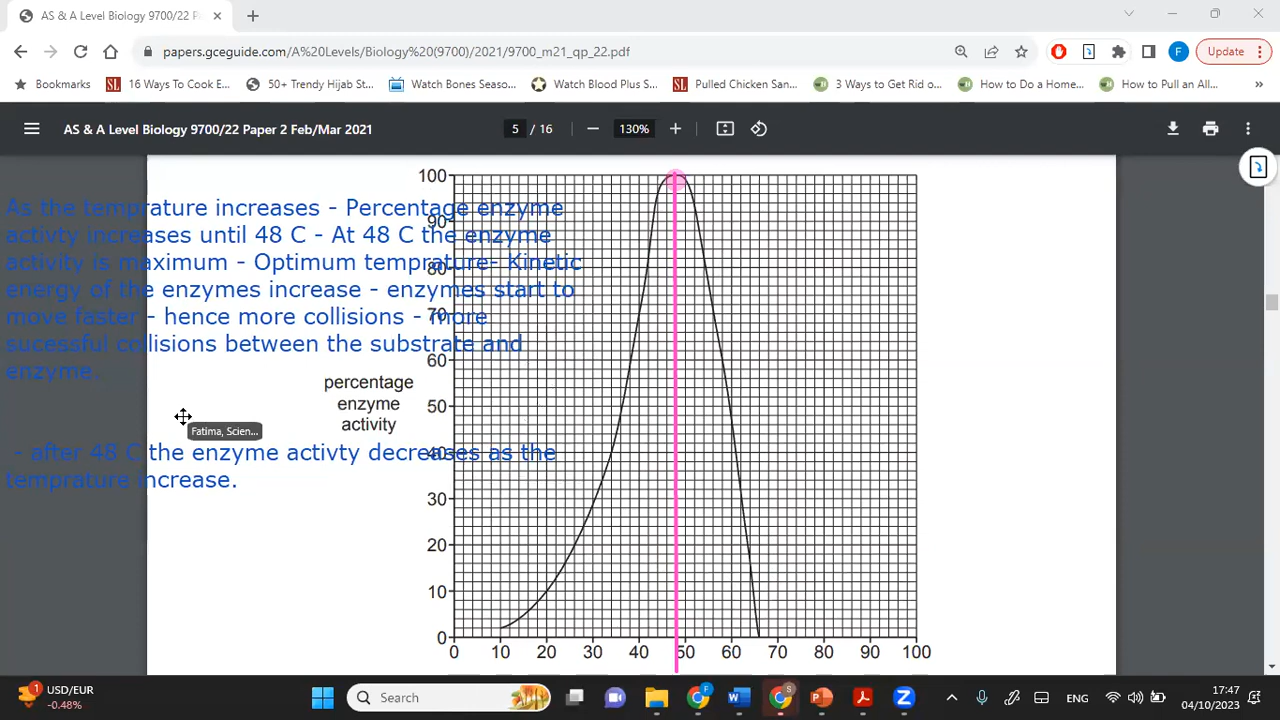 AS & A Level Biology 9700/22 P
papers.gceguide.com/A%20Levels/Biology%20(9700)/2021/9700_m21_qp_22.pdf
F
Update
Bookmarks
SL 16 Ways To Cook E...
50+ Trendy Hijab St...
Watch Bones Seaso...
Watch Blood Plus S...
SL Pulled Chicken San...
3 Ways to Get Rid o...
How to Do a Home...
How to Pull an All...
»
AS & A Level Biology 9700/22 Paper 2 Feb/Mar 2021
5 / 16
130%
As the temprature increases - Percentage enzyme
activty increases until 48 C - At 48 C the enzyme
activity is maximum - Optimum temprature- Kinetic
energy of the enzymes increase - enzymes start to
move faster - hence more collisions - more
sucessful collisions between the substrate and
enzyme.
- after 48 C the enzyme activty decreases as the
temprature increase.
percentage
enzyme
activity
Fatima, Scien...
100
90
80
70
60
50
40
30
20
10
0
0 10 20 30 40 50 60 70 80 90 100
1
USD/EUR
-0.48%
Search
F
S
ENG
17:47
04/10/2023